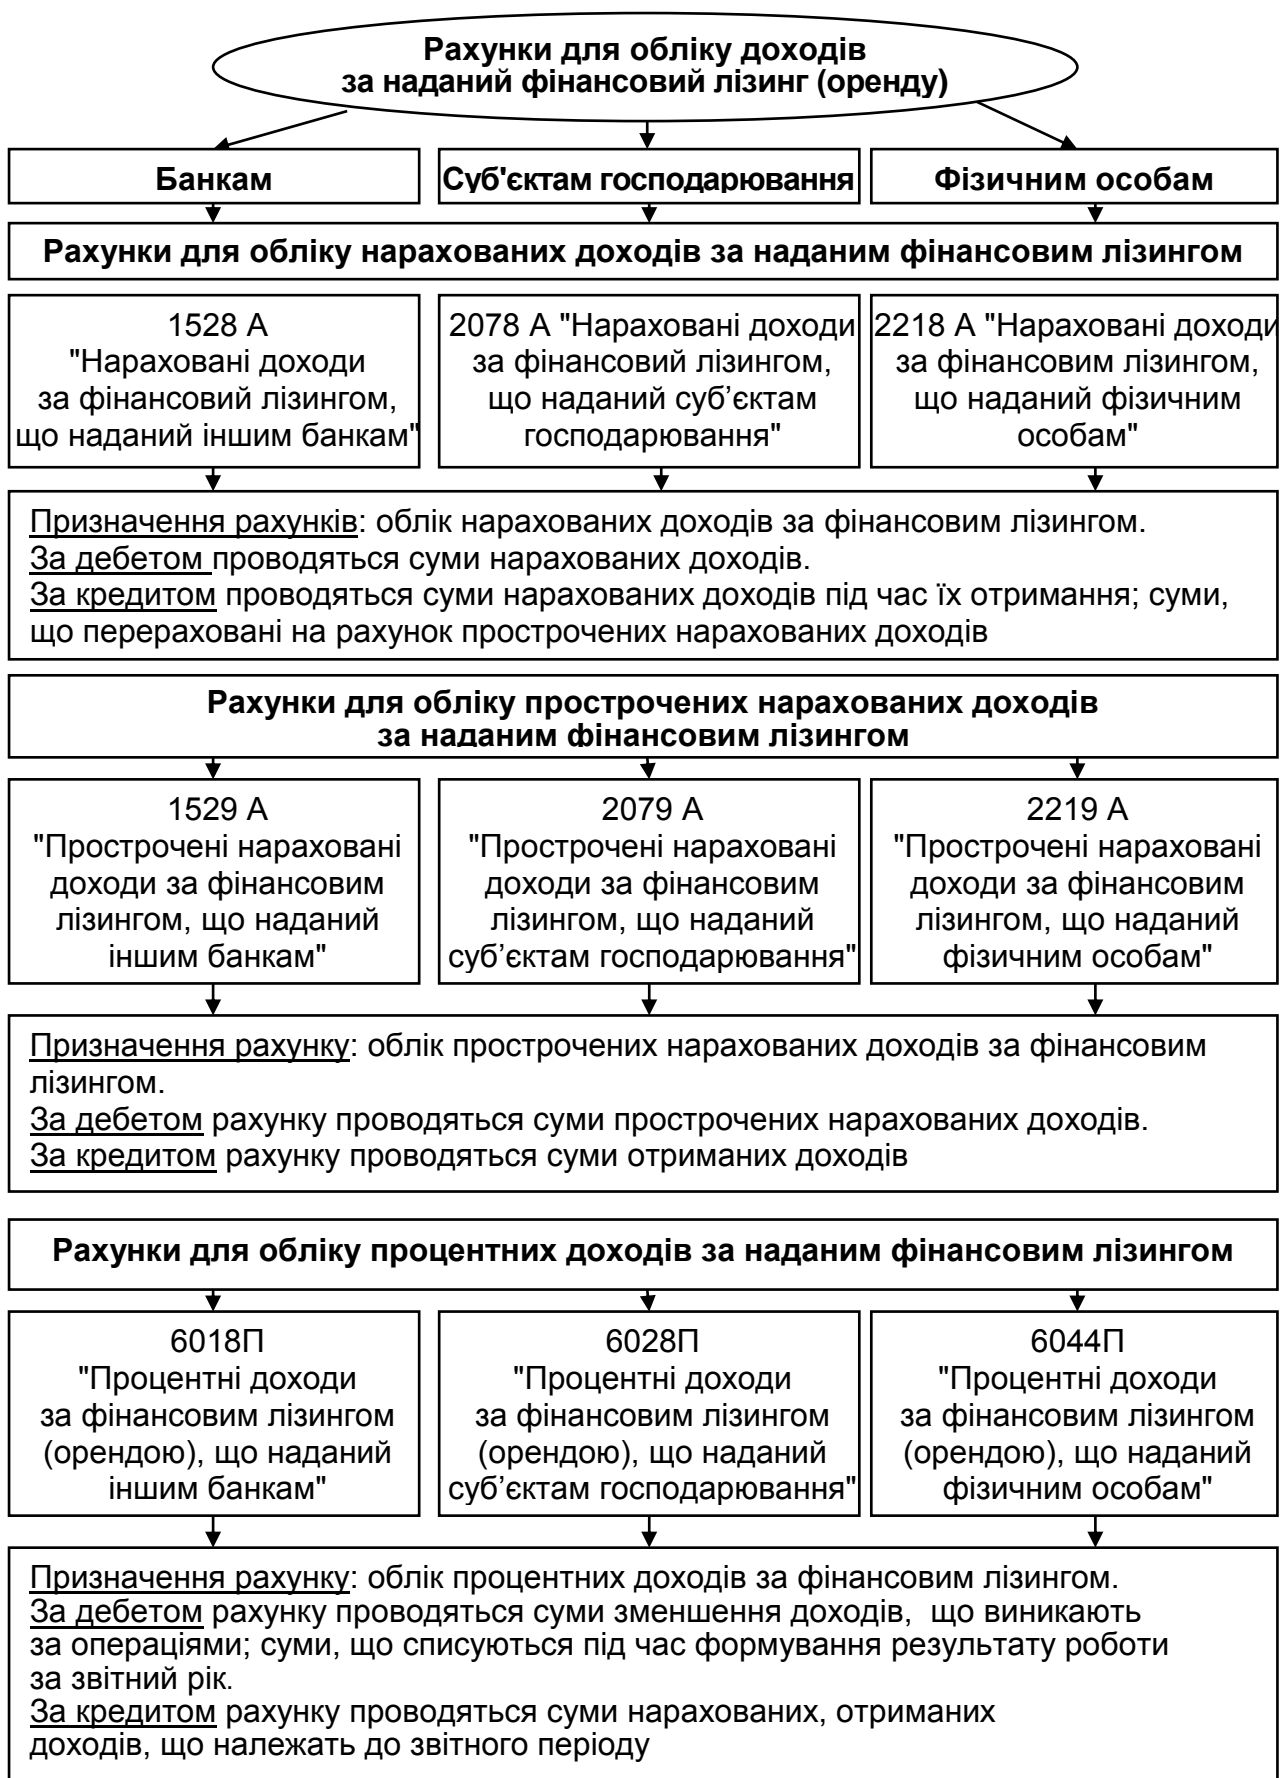 Рахунки для обліку доходів
за наданий фінансовий лізинг (оренду)
Банкам
Суб'єктам господарювання
Фізичним особам
Рахунки для обліку нарахованих доходів за наданим фінансовим лізингом
1528 А
"Нараховані доходи
за фінансовий лізингом,
що наданий іншим банкам"
2078 А "Нараховані доходи
за фінансовий лізингом,
що наданий суб’єктам
господарювання"
2218 А "Нараховані доходи
за фінансовим лізингом,
що наданий фізичним
особам"
Призначення рахунків: облік нарахованих доходів за фінансовим лізингом.
За дебетом проводяться суми нарахованих доходів.
За кредитом проводяться суми нарахованих доходів під час їх отримання; суми,
що перераховані на рахунок прострочених нарахованих доходів
Рахунки для обліку прострочених нарахованих доходів
за наданим фінансовим лізингом
1529 А
"Прострочені нараховані
доходи за фінансовим
лізингом, що наданий
іншим банкам"
2079 А
"Прострочені нараховані
доходи за фінансовим
лізингом, що наданий
суб’єктам господарювання"
2219 А
"Прострочені нараховані
доходи за фінансовим
лізингом, що наданий
фізичним особам"
Призначення рахунку: облік прострочених нарахованих доходів за фінансовим
лізингом.
За дебетом рахунку проводяться суми прострочених нарахованих доходів.
За кредитом рахунку проводяться суми отриманих доходів
Рахунки для обліку процентних доходів за наданим фінансовим лізингом
6018П
"Процентні доходи
за фінансовим лізингом
(орендою), що наданий
іншим банкам"
6028П
"Процентні доходи
за фінансовим лізингом
(орендою), що наданий
суб’єктам господарювання"
6044П
"Процентні доходи
за фінансовим лізингом
(орендою), що наданий
фізичним особам"
Призначення рахунку: облік процентних доходів за фінансовим лізингом.
За дебетом рахунку проводяться суми зменшення доходів, що виникають
за операціями; суми, що списуються під час формування результату роботи
за звітний рік.
За кредитом рахунку проводяться суми нарахованих, отриманих
доходів, що належать до звітного періоду